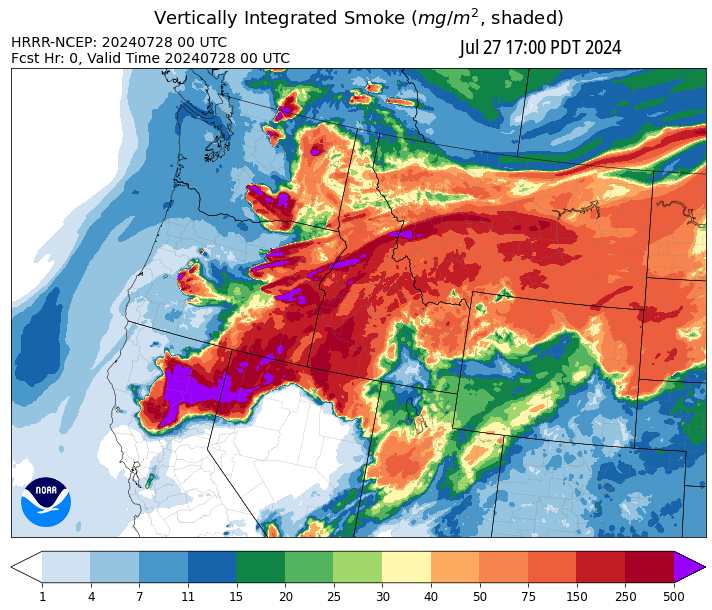 Vertically Integrated Smoke (mg/m², shaded)
HRRR-NCEP: 20240728 00 UTC
Jul 27 17:00 PDT 2024
Fcst Hr: 0, Valid Time 20240728 00 UTC
NOAA
1 4 7 11 15 20 25 30 40 50 75 150 250 500